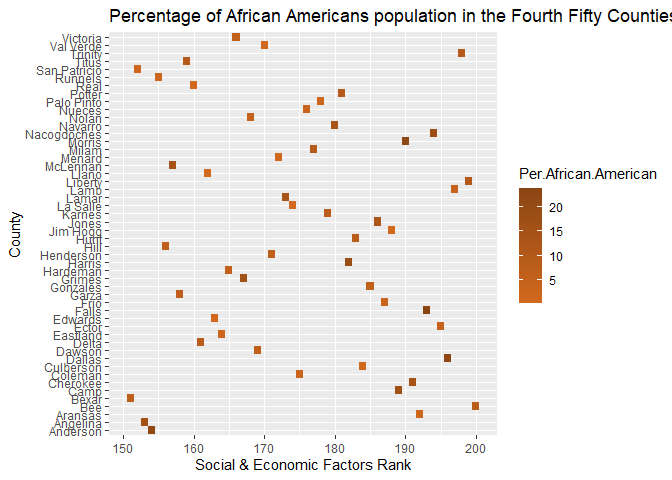 Percentage of African Americans population in the Fourth Fifty Counties
Victoria
Val Verde
Trinity
Titus
San Patricio
Runnels
Real
Potter
Palo Pinto
Nueces
Nolan
Navarro
Nacogdoches
Morris
Milam
Menard
McLennan
Llano
Liberty
Lamb
Lamar
La Salle
Karnes
Jones
Jim Hogg
Hutil
Hill
Henderson
Harris
Hardeman
Grimes
Gonzales
Garza
Frio
Falls
Edwards
Ector
Eastland
Delta
Dawson
Dallas
Culberson
Coleman
Cherokee
Camp
Bexar
Bee
Aransas
Angelina
Anderson
County
150 160 170 180 190 200
Social & Economic Factors Rank
Per.African.American
20
15
10
5